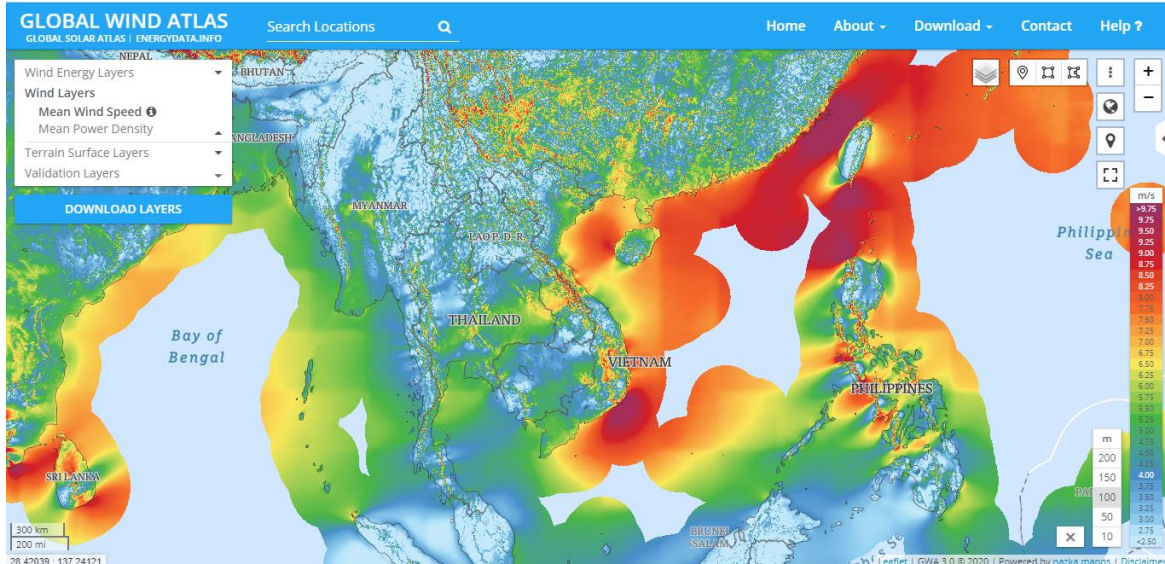 GLOBAL WIND ATLAS
GLOBAL SOLAR ATLAS | ENERGYDATA.INFO
Search Locations
Home
About
Download
Contact
Help ?
Wind Energy Layers
Wind Layers
Mean Wind Speed
Mean Power Density
Terrain Surface Layers
Validation Layers
DOWNLOAD LAYERS
NEPAL
BHUTAN
BANGLADESH
MYANMAR
LAO P. D. R.
THAILAND
VIETNAM
PHILIPPINES
Bay of
Bengal
SRI LANKA
BRUNEI
SALAM
Philippin
Sea
+
−
m/s
>9.75
9.75
9.50
9.25
9.00
8.75
8.50
8.25
8.00
7.75
7.50
7.25
7.00
6.75
6.50
6.25
6.00
5.75
5.50
5.25
5.00
4.75
4.50
4.25
4.00
3.75
3.50
3.25
3.00
2.75
<2.50
m
200
150
100
50
10
300 km
200 mi
28.42039 : 137.24121
Leaflet | GWA 3.0 © 2020 | Powered by nazka mapps | Disclaimer